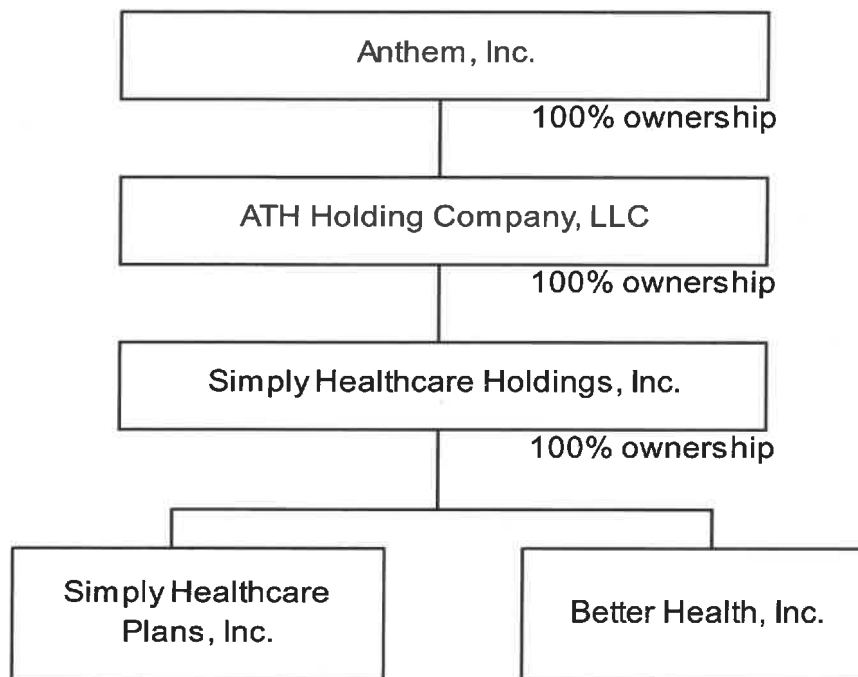 Anthem, Inc.
100% ownership
ATH Holding Company, LLC
100% ownership
Simply Healthcare Holdings, Inc.
100% ownership
Simply Healthcare
Plans, Inc.
Better Health, Inc.